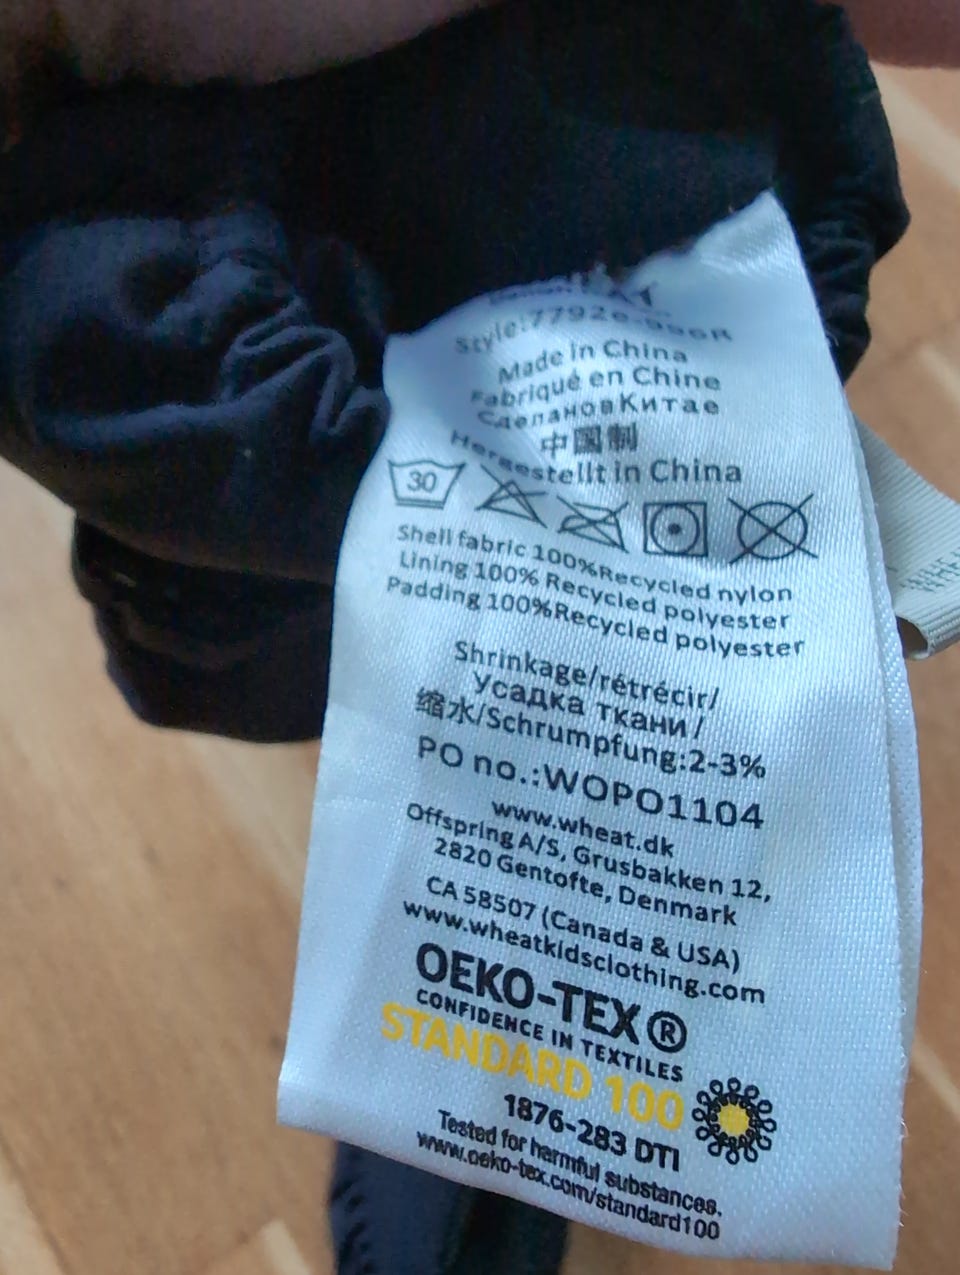 Made in China
Fabriqué en Chine
СделановКитае
中国制
Hergestellt in China
30
Shell fabric 100%Recycled nylon
Lining 100% Recycled polyester
Padding 100%Recycled polyester
Shrinkage/rétrécir/
Усадка ткани/
缩水/Schrumpfung:2-3%
PO no.:WOPO1104
www.wheat.dk
Offspring A/S, Grusbakken 12,
2820 Gentofte, Denmark
CA 58507 (Canada & USA)
www.wheatkidsclothing.com
OEKO-TEX®
CONFIDENCE IN TEXTILES
STANDARD 100
1876-283 DTI
Tested for harmful substances.
www.oeko-tex.com/standard100